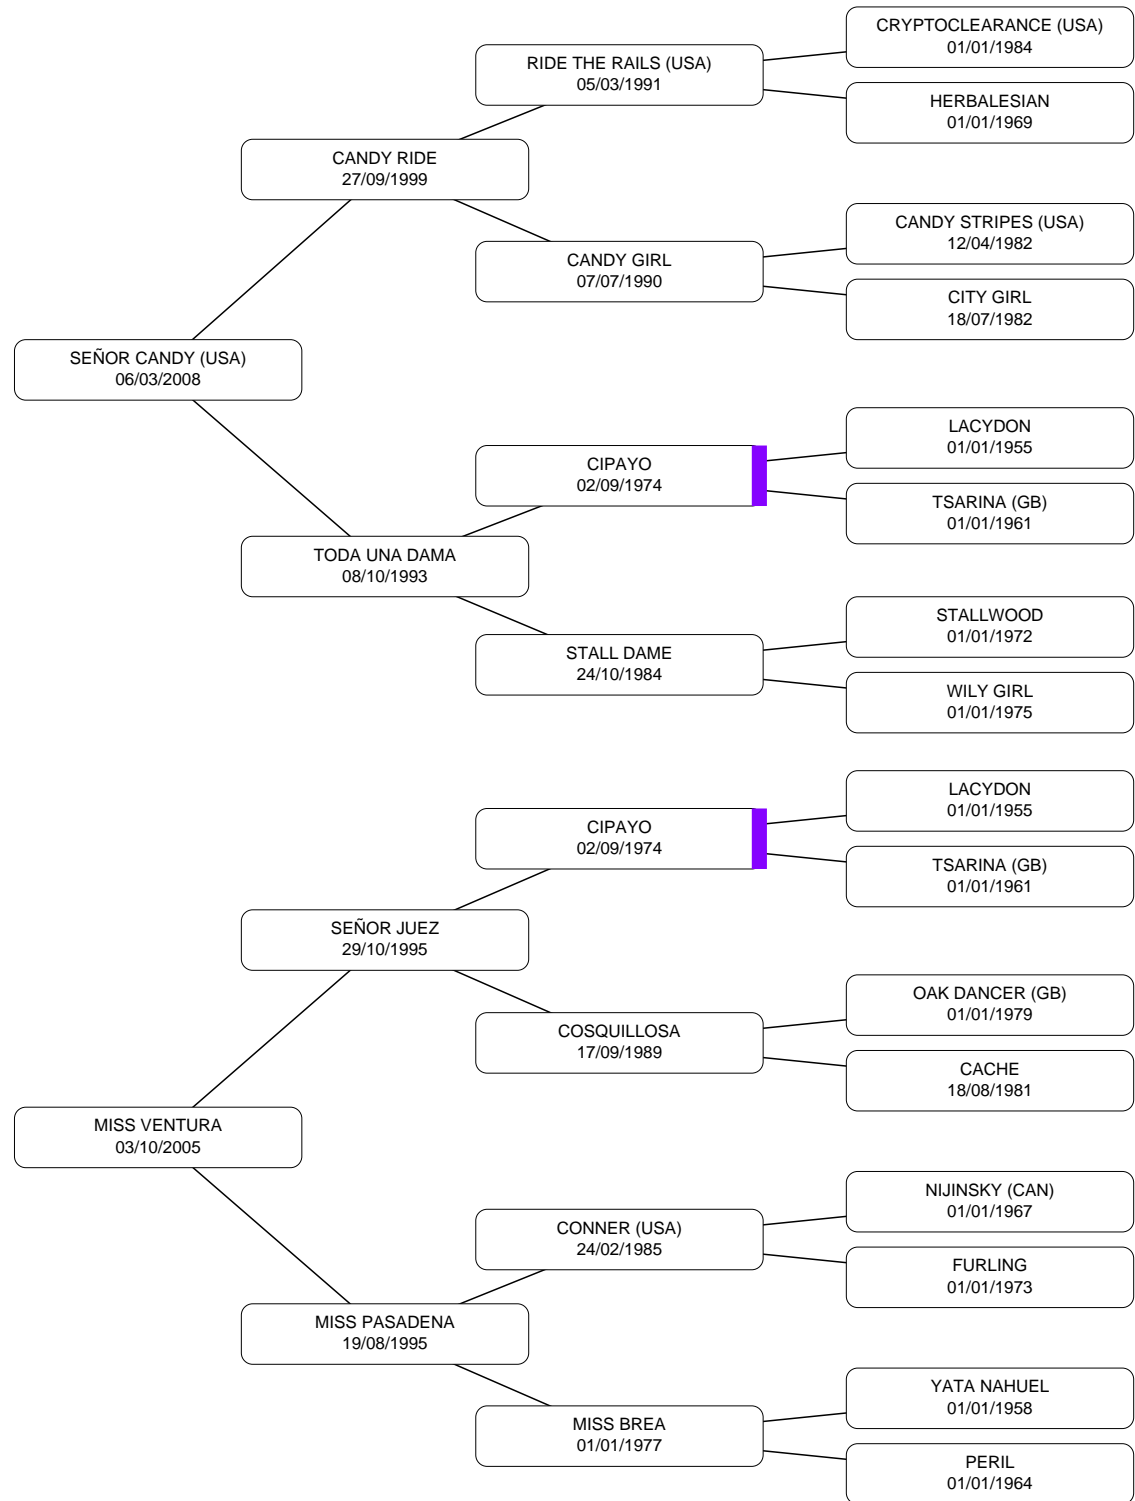 CRYPTOCLEARANCE (USA)
01/01/1984
RIDE THE RAILS (USA)
05/03/1991
HERBALESIAN
01/01/1969
CANDY RIDE
27/09/1999
CANDY STRIPES (USA)
12/04/1982
CANDY GIRL
07/07/1990
CITY GIRL
18/07/1982
SEÑOR CANDY (USA)
06/03/2008
LACYDON
01/01/1955
CIPAYO
02/09/1974
TSARINA (GB)
01/01/1961
TODA UNA DAMA
08/10/1993
STALLWOOD
01/01/1972
STALL DAME
24/10/1984
WILY GIRL
01/01/1975
LACYDON
01/01/1955
CIPAYO
02/09/1974
TSARINA (GB)
01/01/1961
SEÑOR JUEZ
29/10/1995
OAK DANCER (GB)
01/01/1979
COSQUILLOSA
17/09/1989
CACHE
18/08/1981
MISS VENTURA
03/10/2005
NIJINSKY (CAN)
01/01/1967
CONNER (USA)
24/02/1985
FURLING
01/01/1973
MISS PASADENA
19/08/1995
YATA NAHUEL
01/01/1958
MISS BREA
01/01/1977
PERIL
01/01/1964